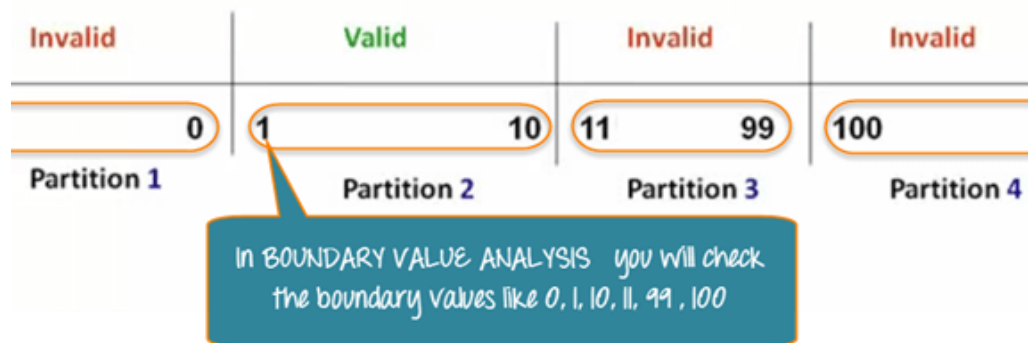 Invalid Valid Invalid Invalid
0 1 10 11 99 100
Partition 1 Partition 2 Partition 3 Partition 4
In BOUNDARY VALUE ANALYSIS you will check
the boundary values like 0, 1, 10, 11, 99 , 100